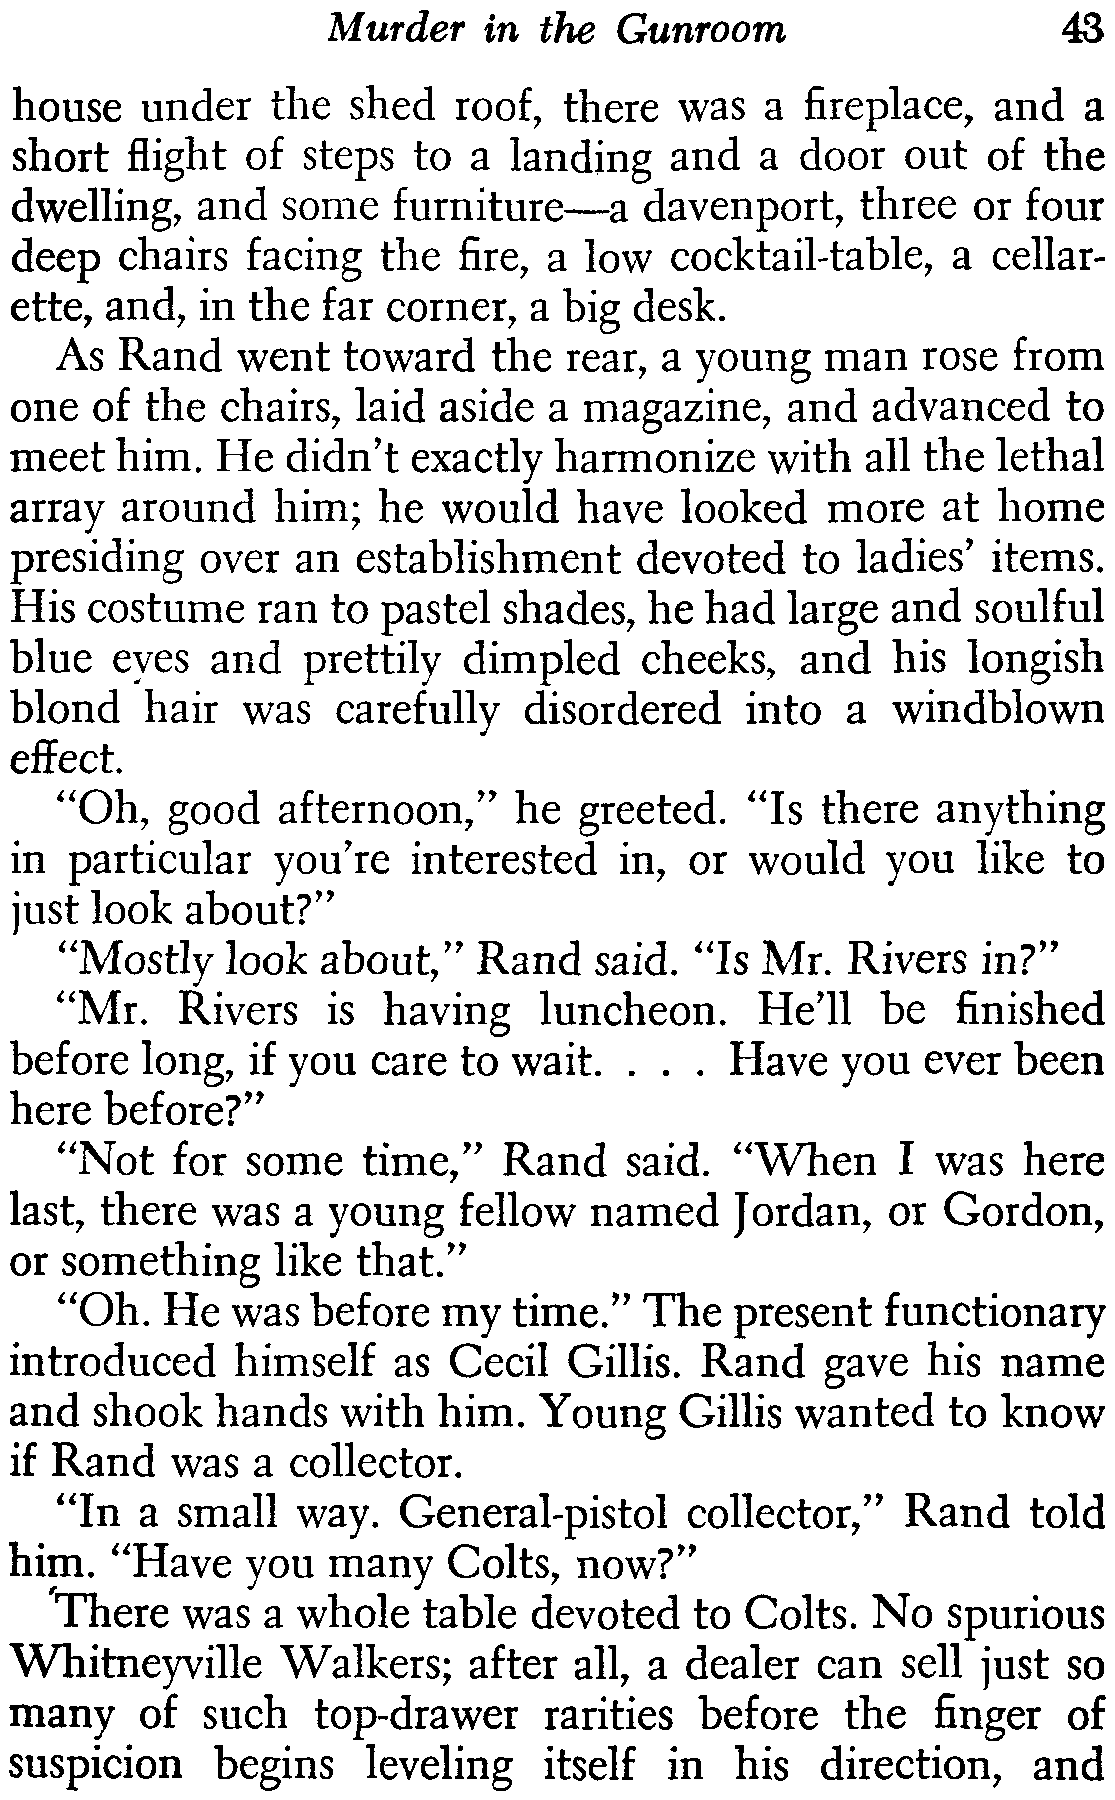 Murder in the Gunroom 43
house under the shed roof, there was a fireplace, and a
short flight of steps to a landing and a door out of the
dwelling, and some furniture—a davenport, three or four
deep chairs facing the fire, a low cocktail-table, a cellar-
ette, and, in the far corner, a big desk.
As Rand went toward the rear, a young man rose from
one of the chairs, laid aside a magazine, and advanced to
meet him. He didn't exactly harmonize with all the lethal
array around him; he would have looked more at home
presiding over an establishment devoted to ladies' items.
His costume ran to pastel shades, he had large and soulful
blue eyes and prettily dimpled cheeks, and his longish
blond hair was carefully disordered into a windblown
effect.
"Oh, good afternoon," he greeted. "Is there anything
in particular you're interested in, or would you like to
just look about?"
"Mostly look about," Rand said. "Is Mr. Rivers in?"
"Mr. Rivers is having luncheon. He'll be finished
before long, if you care to wait. . . . Have you ever been
here before?"
"Not for some time," Rand said. "When I was here
last, there was a young fellow named Jordan, or Gordon,
or something like that."
"Oh. He was before my time." The present functionary
introduced himself as Cecil Gillis. Rand gave his name
and shook hands with him. Young Gillis wanted to know
if Rand was a collector.
"In a small way. General-pistol collector," Rand told
him. "Have you many Colts, now?"
There was a whole table devoted to Colts. No spurious
Whitneyville Walkers; after all, a dealer can sell just so
many of such top-drawer rarities before the finger of
suspicion begins leveling itself in his direction, and